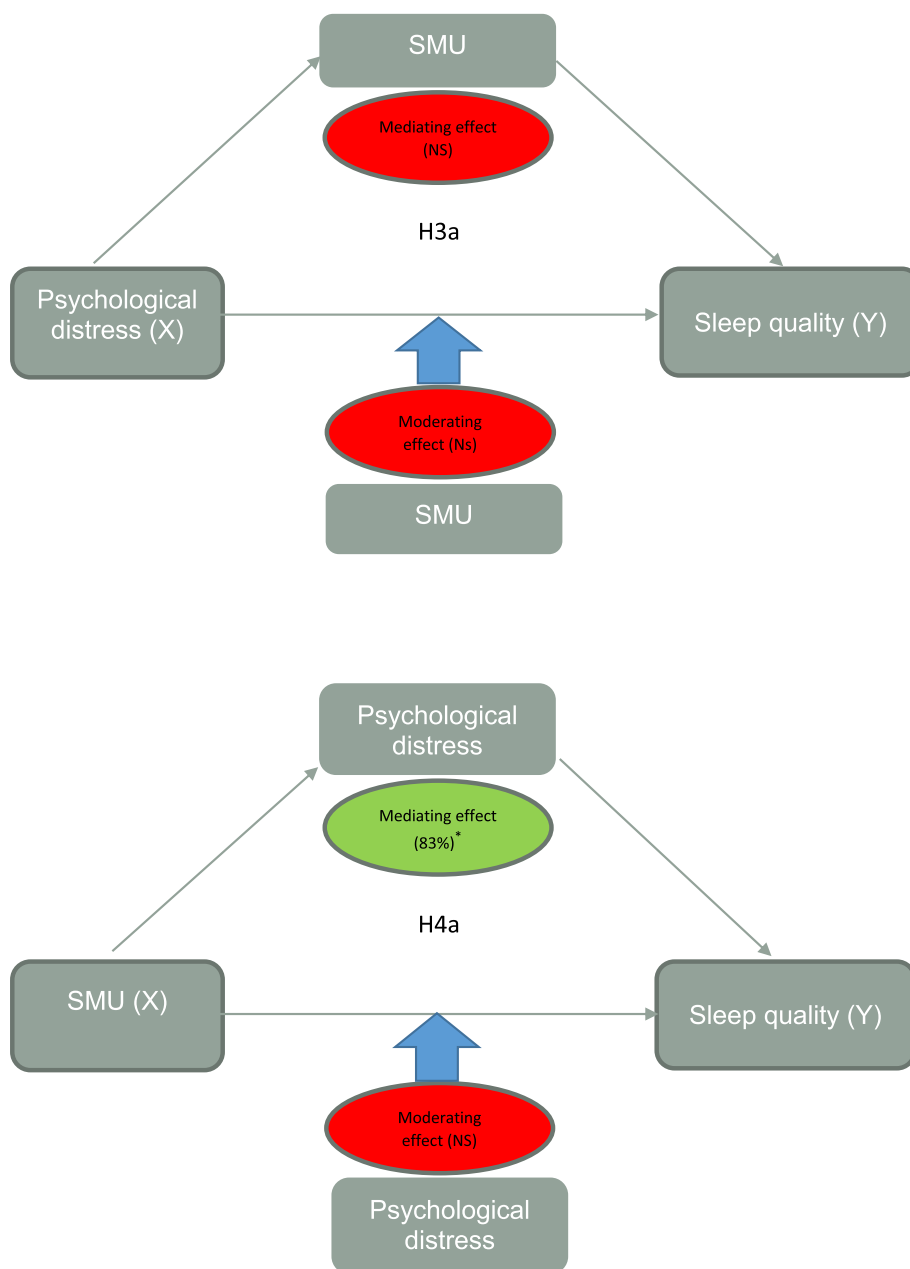 SMU
Mediating effect
(NS)
H3a
Psychological
distress (X)
Sleep quality (Y)
Moderating
effect (Ns)
SMU
Psychological
distress
Mediating effect
(83%)*
H4a
SMU (X)
Sleep quality (Y)
Moderating
effect (NS)
Psychological
distress